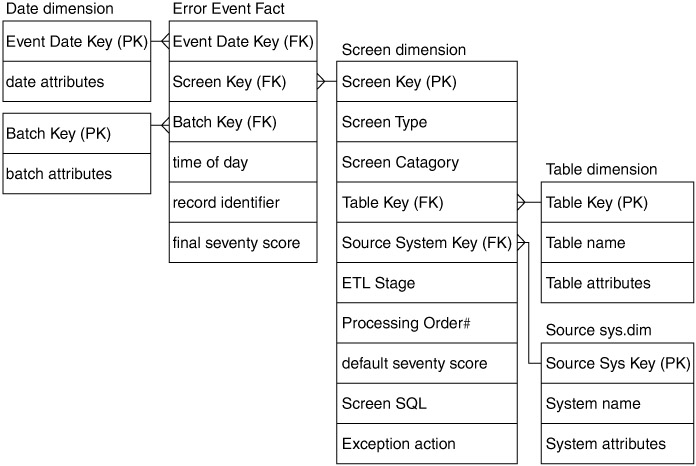 Date dimension
Event Date Key (PK)
date attributes
Batch Key (PK)
batch attributes
Error Event Fact
Event Date Key (FK)
Screen Key (FK)
Batch Key (FK)
time of day
record identifier
final seventy score
Screen dimension
Screen Key (PK)
Screen Type
Screen Catagory
Table Key (FK)
Source System Key (FK)
ETL Stage
Processing Order#
default seventy score
Screen SQL
Exception action
Table dimension
Table Key (PK)
Table name
Table attributes
Source sys.dim
Source Sys Key (PK)
System name
System attributes